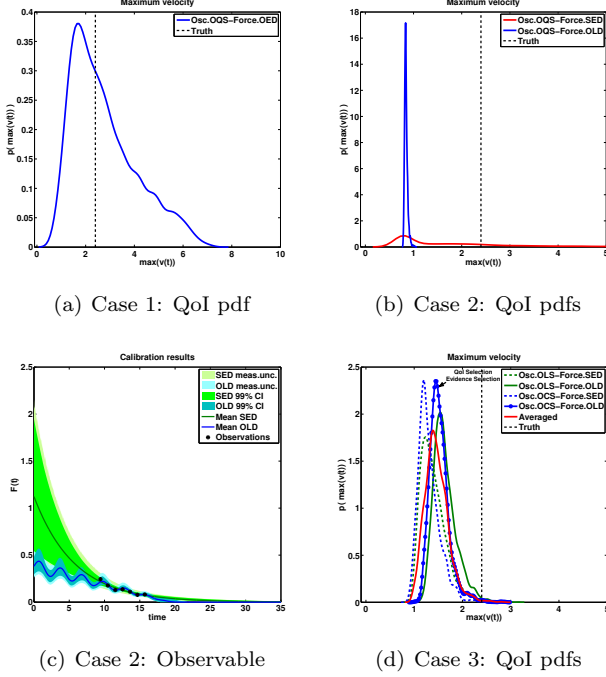 Maximum velocity
Osc.OQS−Force.OED
Truth
0.4
0.35
0.3
0.25
0.2
0.15
0.1
0.05
0
p( max(v(t)) )
0 2 4 6 8 10
max(v(t))
(a) Case 1: QoI pdf
Maximum velocity
Osc.OQS−Force.SED
Osc.OQS−Force.OLD
Truth
18
16
14
12
10
8
6
4
2
0
p( max(v(t)) )
0 1 2 3 4 5
max(v(t))
(b) Case 2: QoI pdfs
Calibration results
SED meas.unc.
OLD meas.unc.
SED 99% CI
OLD 99% CI
Mean SED
Mean OLD
Observations
2.5
2
1.5
1
0.5
0
F(t)
0 5 10 15 20 25 30 35
time
(c) Case 2: Observable
Maximum velocity
Osc.OLS−Force.SED
Osc.OLS−Force.OLD
Osc.OCS−Force.SED
Osc.OCS−Force.OLD
Averaged
Truth
QoI Selection
Evidence Selection
2.5
2
1.5
1
0.5
0
p( max(v(t)) )
0 1 2 3 4 5
max(v(t))
(d) Case 3: QoI pdfs